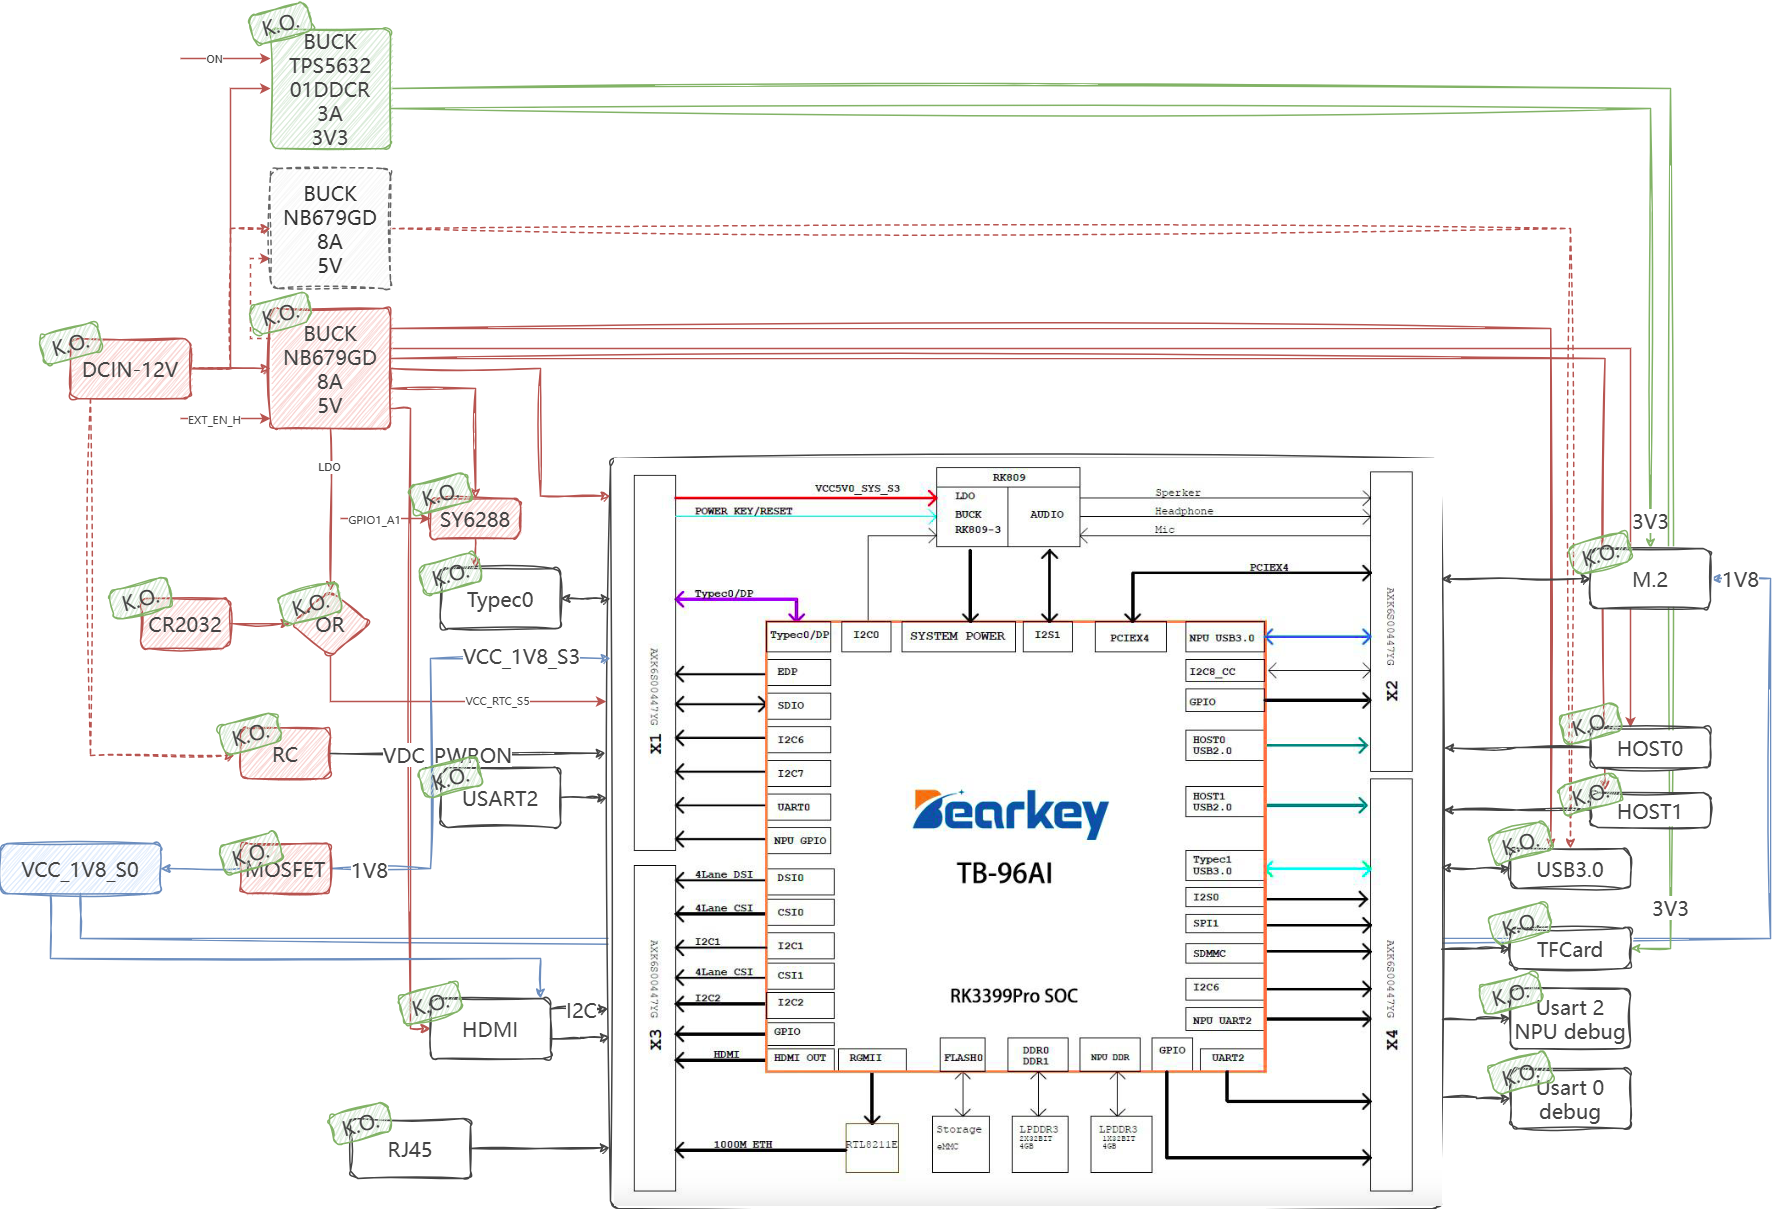 K.O.
BUCK
TPS5632
01DDCR
3A
3V3
ON
BUCK
NB679GD
8A
5V
K.O.
BUCK
NB679GD
8A
5V
K.O.
DCIN-12V
EXT_EN_H
LDO
K.O.
SY6288
GPIO1_A1
K.O.
Typec0
K.O.
CR2032
K.O.
OR
VCC_1V8_S3
VCC_RTC_S5
K.O.
RC
VDC_PWRON
K.O.
USART2
VCC_1V8_S0
K.O.
MOSFET
1V8
K.O.
HDMI
I2C
K.O.
RJ45
AXK6S00447YG
X1
AXK6S00447YG
X3
VCC5V0_SYS_S3
POWER KEY/RESET
RK809
LDO
BUCK
RK809-3
AUDIO
Sperker
Headphone
Mic
PCIEX4
Typec0/DP
Typec0/DP
I2C0
SYSTEM POWER
I2S1
PCIEX4
NPU USB3.0
EDP
SDIO
I2C6
I2C7
UART0
NPU GPIO
4Lane DSI
DSI0
4Lane CSI
CSI0
I2C1
I2C1
4Lane CSI
CSI1
I2C2
I2C2
GPIO
HDMI
HDMI OUT
RGMII
FLASH0
DDR0
DDR1
NPU DDR
GPIO
UART2
I2C8_CC
GPIO
HOST0
USB2.0
HOST1
USB2.0
Typec1
USB3.0
I2S0
SPI1
SDMMC
I2C6
NPU UART2
Bearkey
TB-96AI
RK3399Pro SOC
1000M ETH
RTL8211E
Storage
eMMC
LPDDR3
2X32BIT
4GB
LPDDR3
1X32BIT
4GB
AXK6S00447YG
X2
AXK6S00447YG
X4
3V3
K.O.
M.2
1V8
K.O.
HOST0
K.O.
HOST1
K.O.
USB3.0
3V3
K.O.
TFCard
K.O.
Usart 2
NPU debug
K.O.
Usart 0
debug